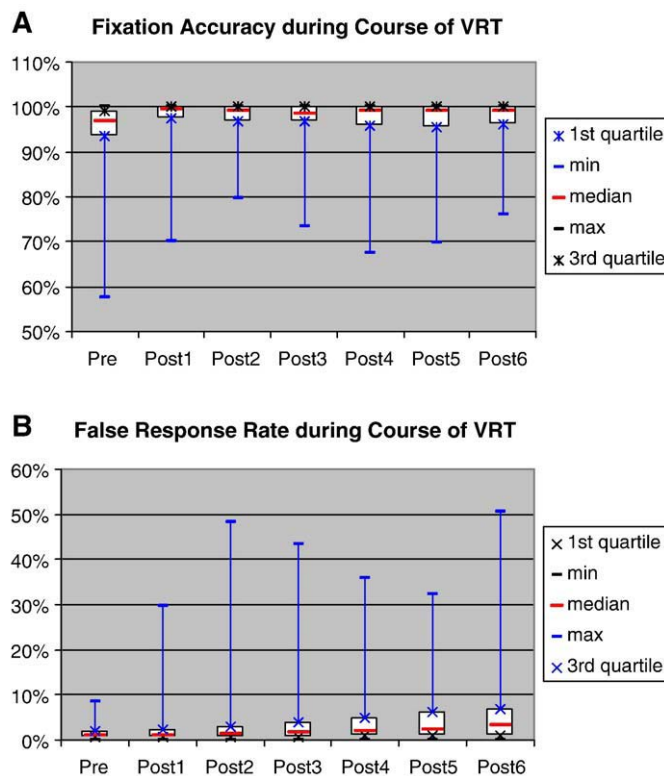 A
Fixation Accuracy during Course of VRT
110%
100%
90%
80%
70%
60%
50%
Pre Post1 Post2 Post3 Post4 Post5 Post6
1st quartile
min
median
max
3rd quartile
B
False Response Rate during Course of VRT
60%
50%
40%
30%
20%
10%
0%
Pre Post1 Post2 Post3 Post4 Post5 Post6
1st quartile
min
median
max
3rd quartile